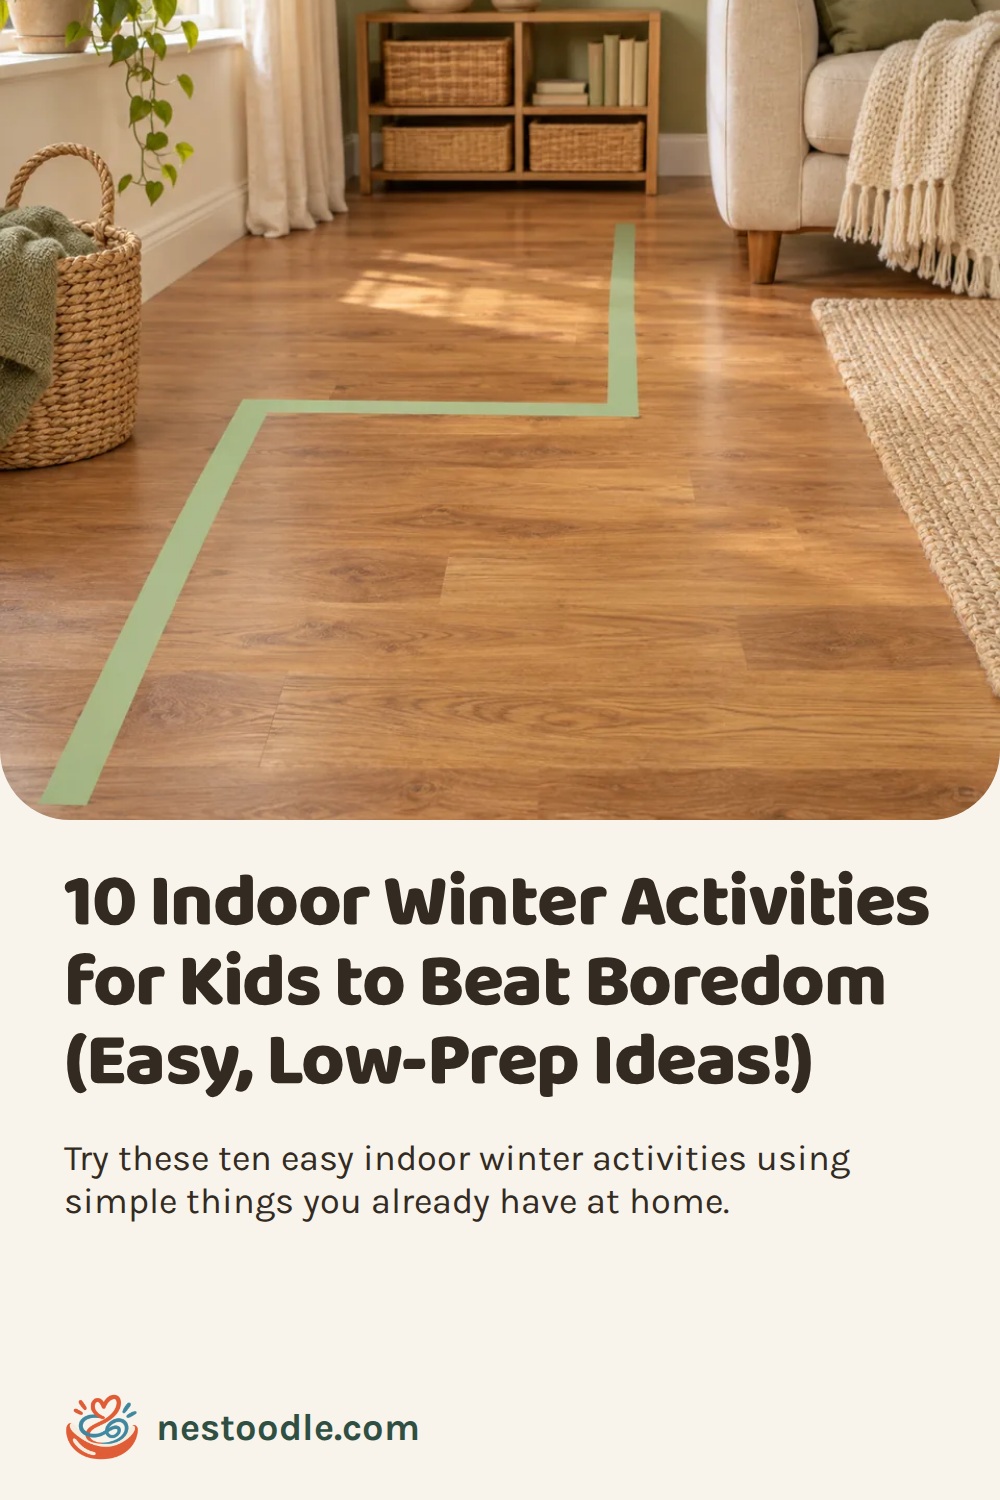 10 Indoor Winter Activities
for Kids to Beat Boredom
(Easy, Low-Prep Ideas!)
Try these ten easy indoor winter activities using
simple things you already have at home.
nestoodle.com